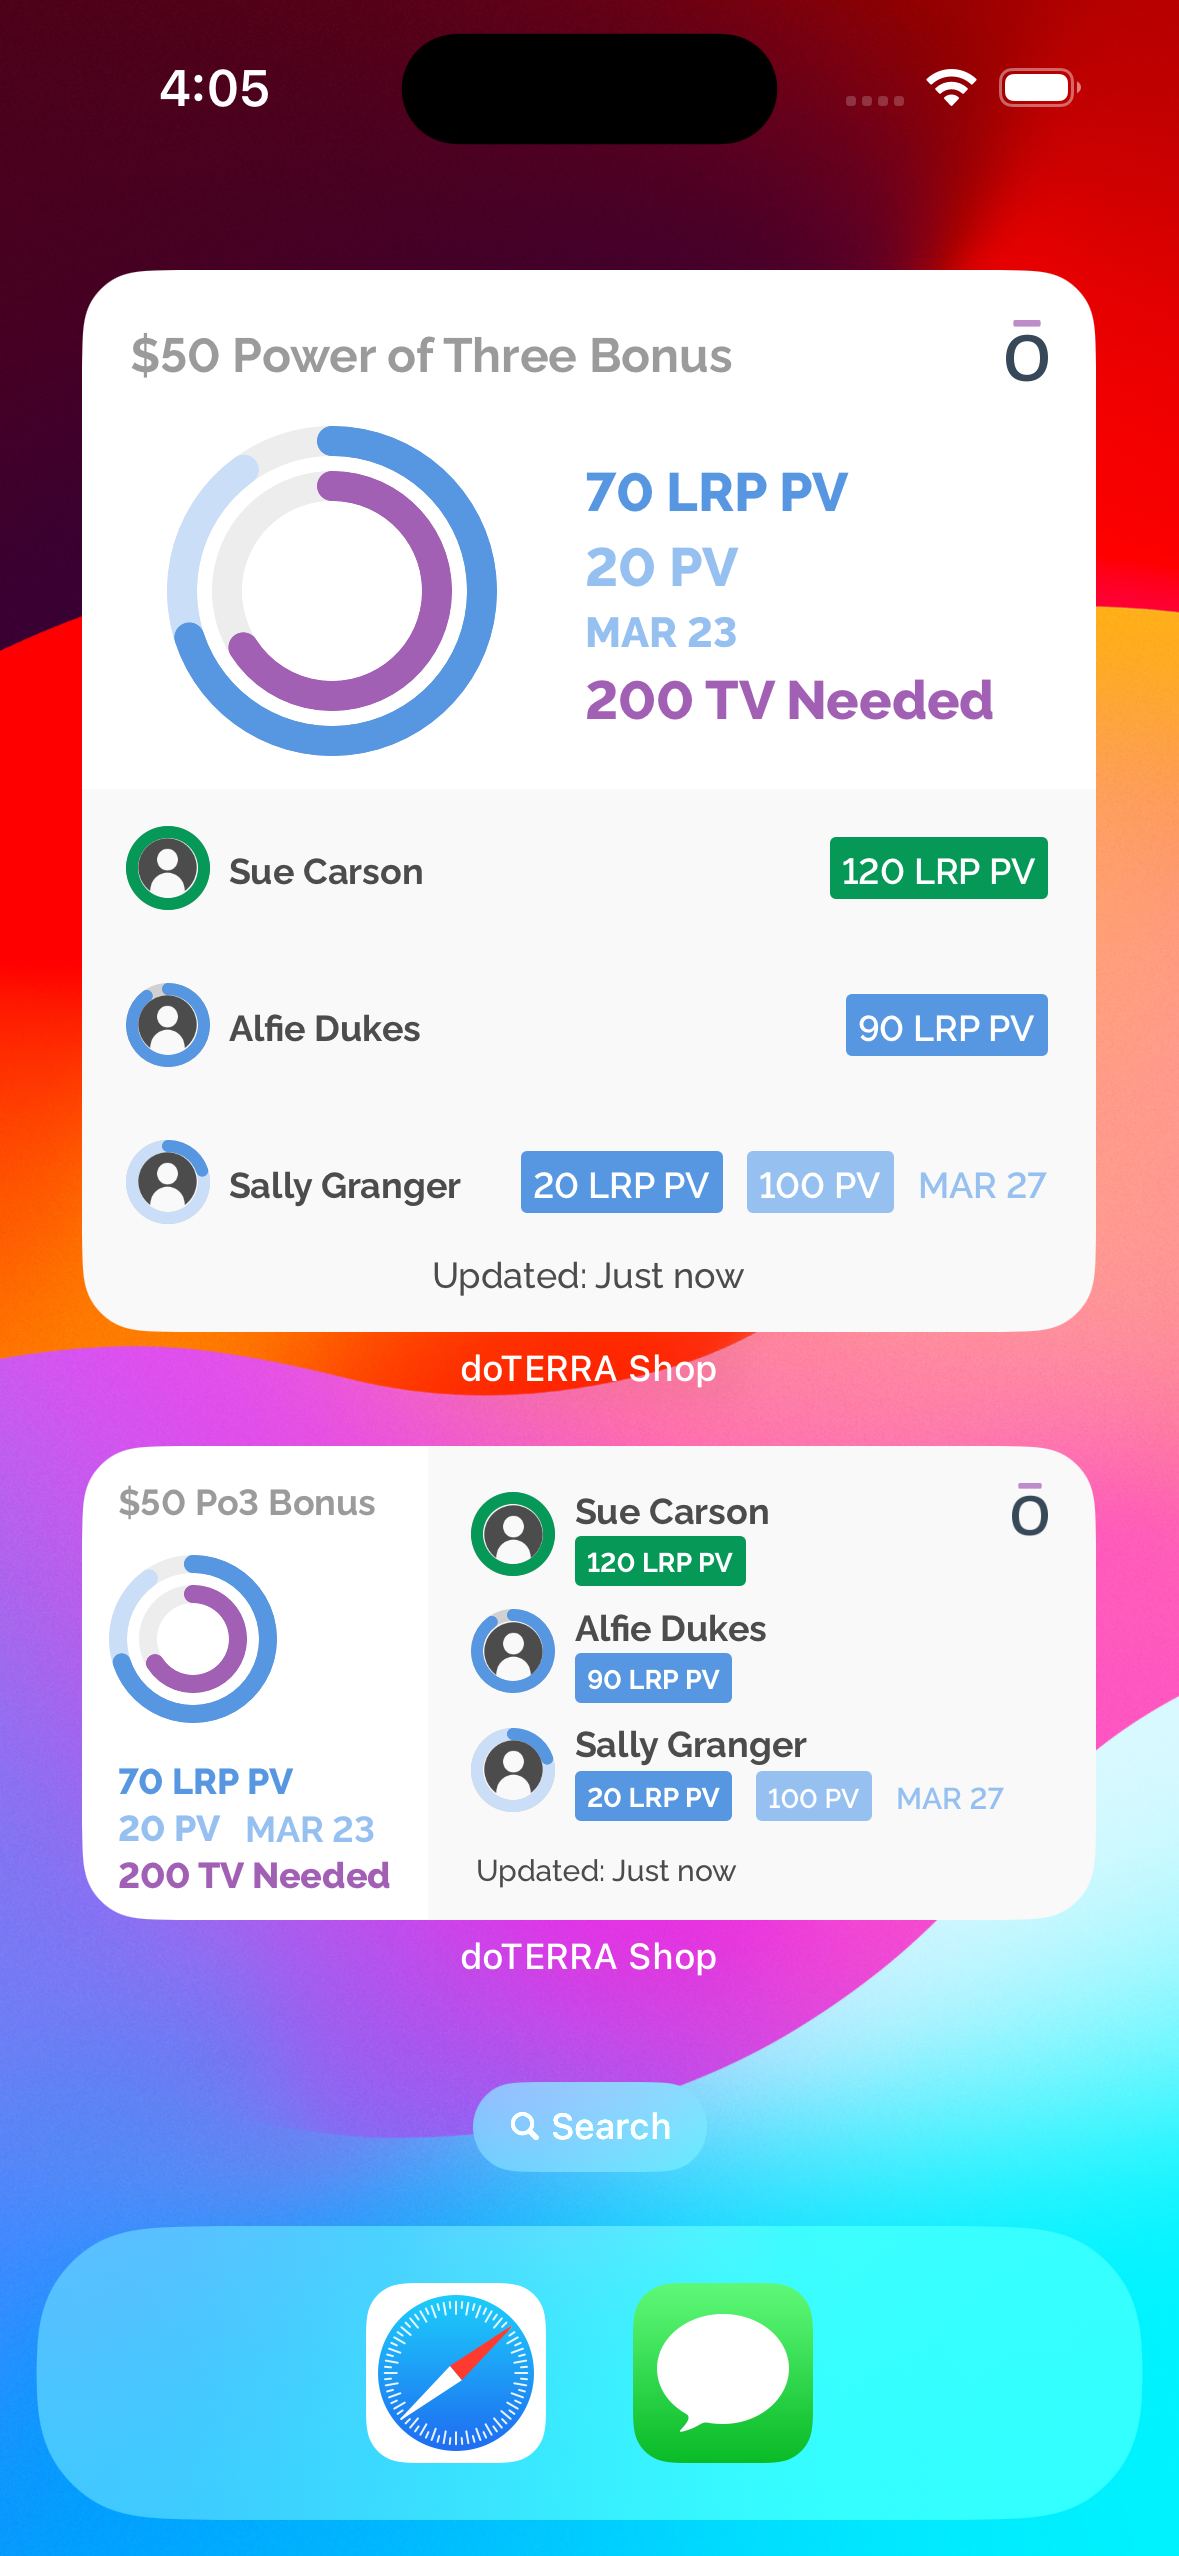 4:05
$50 Power of Three Bonus
ō
70 LRP PV
20 PV
MAR 23
200 TV Needed
Sue Carson
120 LRP PV
Alfie Dukes
90 LRP PV
Sally Granger 20 LRP PV 100 PV MAR 27
Updated: Just now
doTERRA Shop
$50 Po3 Bonus
70 LRP PV
20 PV MAR 23
200 TV Needed
ō
Sue Carson
120 LRP PV
Alfie Dukes
90 LRP PV
Sally Granger
20 LRP PV 100 PV MAR 27
Updated: Just now
doTERRA Shop
Search